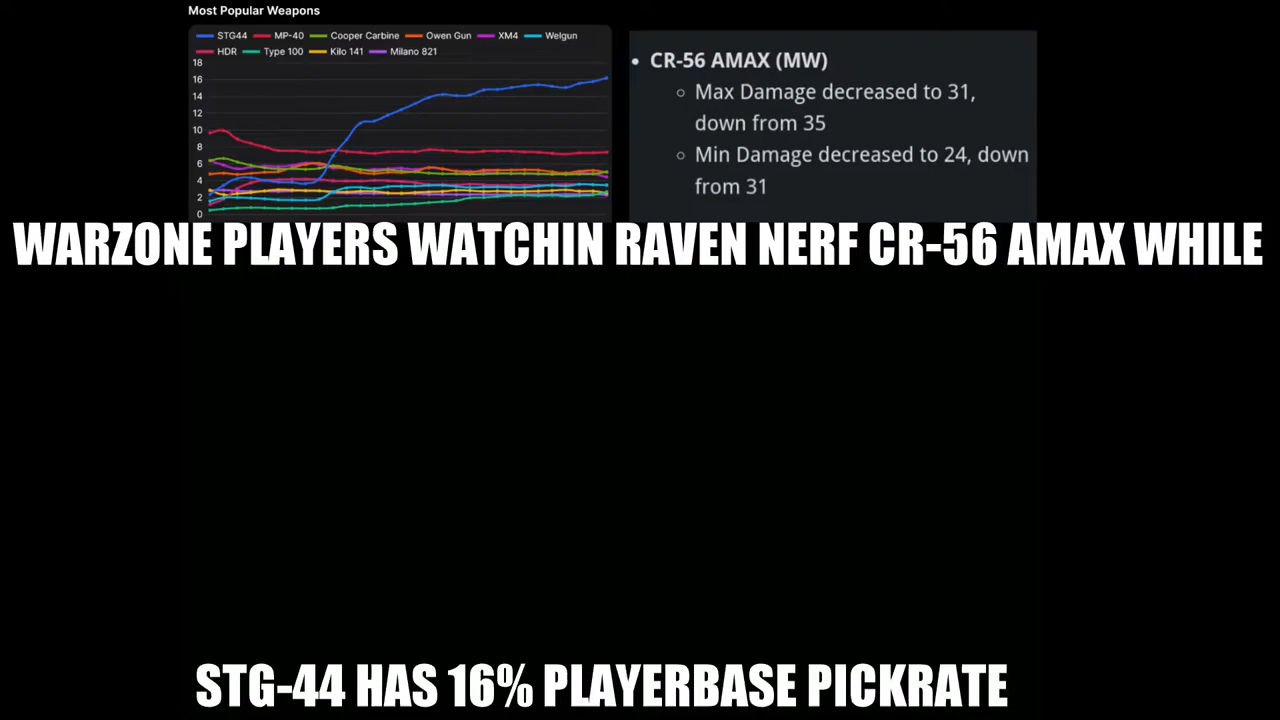 Most Popular Weapons
STG44 MP-40 Cooper Carbine Owen Gun XM4 Welgun
HDR Type 100 Kilo 141 Milano 821
18
16
14
12
10
8
6
4
2
0
• CR-56 AMAX (MW)
○ Max Damage decreased to 31,
down from 35
○ Min Damage decreased to 24, down
from 31
WARZONE PLAYERS WATCHIN RAVEN NERF CR-56 AMAX WHILE
STG-44 HAS 16% PLAYERBASE PICKRATE